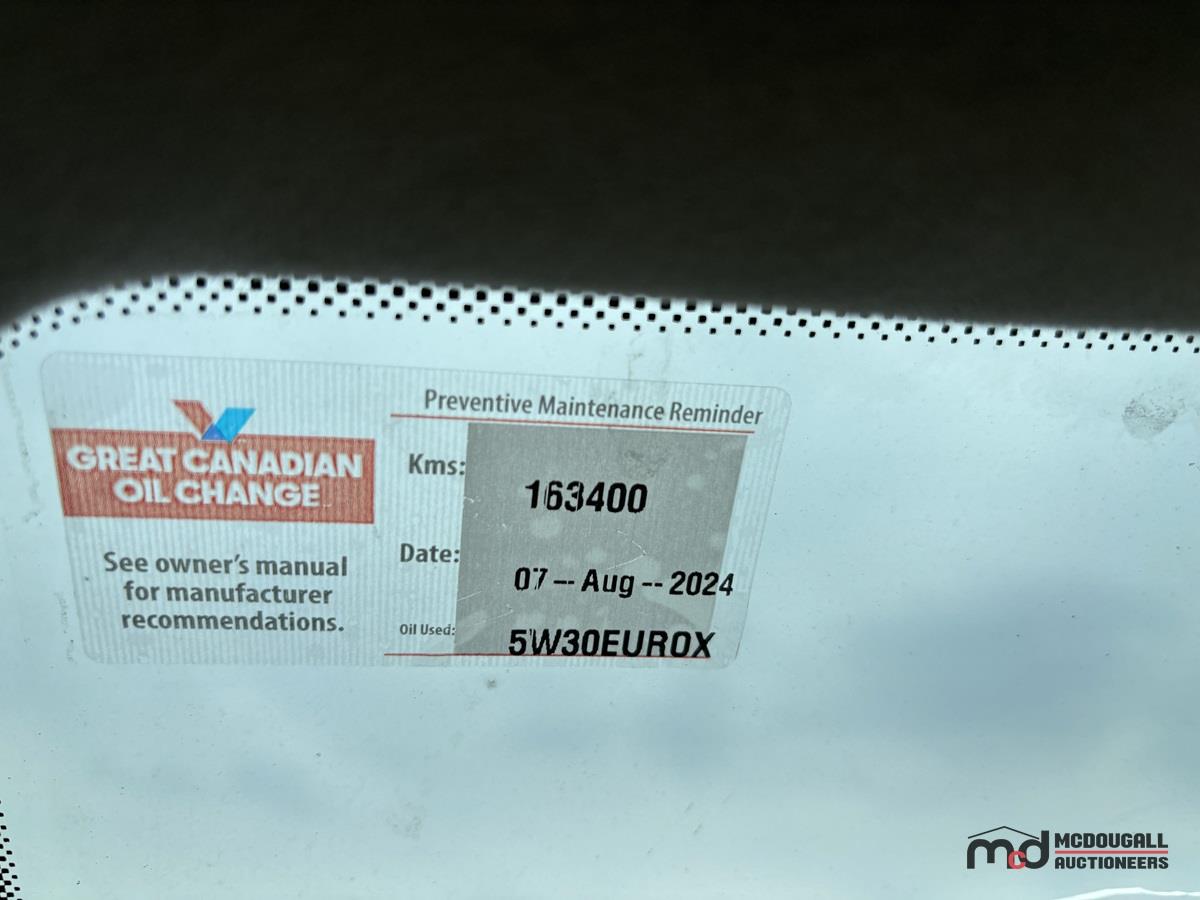 Preventive Maintenance Reminder
GREAT CANADIAN
OIL CHANGE
See owner's manual
for manufacturer
recommendations.
Kms: 163400
Date: 07-- Aug -- 2024
Oil Used: 5W30EUROX
mcd MCDOUGALL
AUCTIONEERS